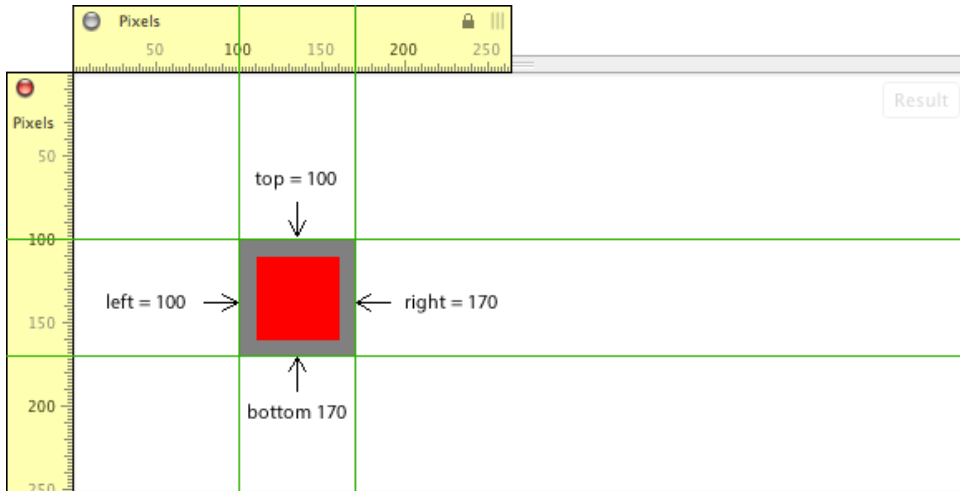 Pixels
50 100 150 200 250
Result
Pixels
50
top = 100
100
left = 100
right = 170
150
200
bottom 170
250